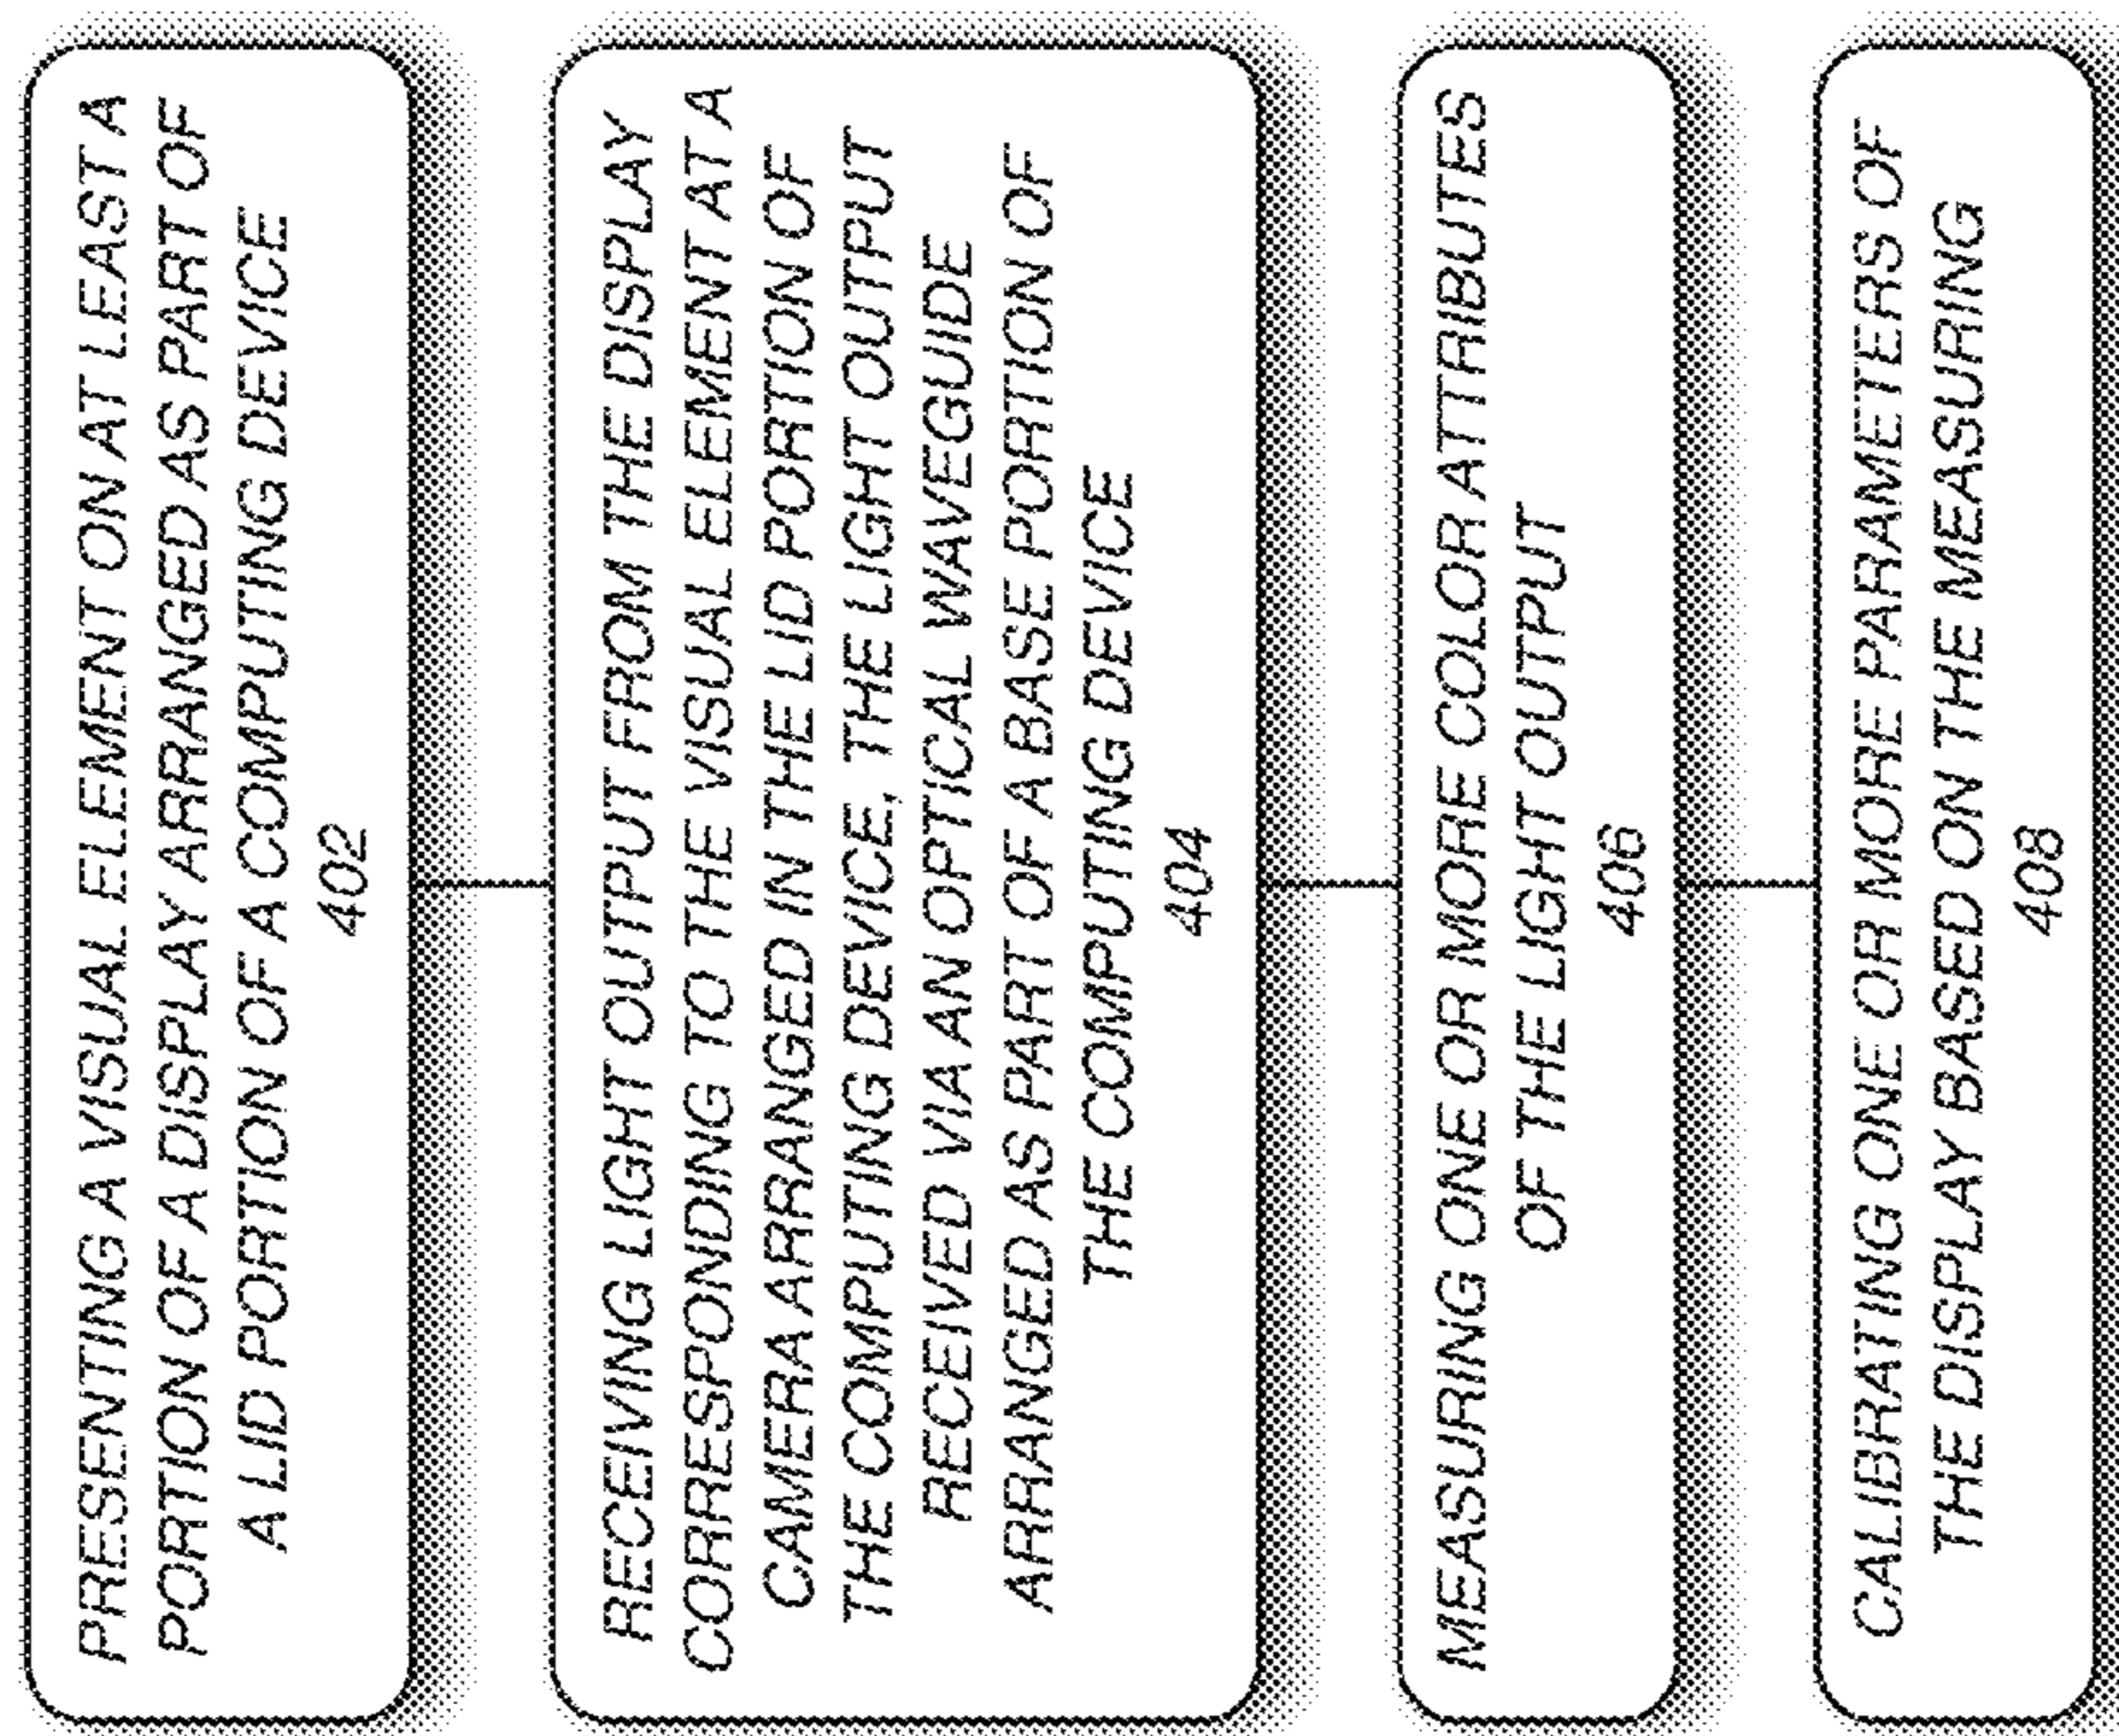 PRESENTING A VISUAL ELEMENT ON AT LEAST A
PORTION OF A DISPLAY ARRANGED AS PART OF
A LID PORTION OF A COMPUTING DEVICE
402
RECEIVING LIGHT OUTPUT FROM THE DISPLAY
CORRESPONDING TO THE VISUAL ELEMENT AT A
CAMERA ARRANGED IN THE LID PORTION OF
THE COMPUTING DEVICE, THE LIGHT OUTPUT
RECEIVED VIA AN OPTICAL WAVEGUIDE
ARRANGED AS PART OF A BASE PORTION OF
THE COMPUTING DEVICE
404
MEASURING ONE OR MORE COLOR ATTRIBUTES
OF THE LIGHT OUTPUT
406
CALIBRATING ONE OR MORE PARAMETERS OF
THE DISPLAY BASED ON THE MEASURING
408